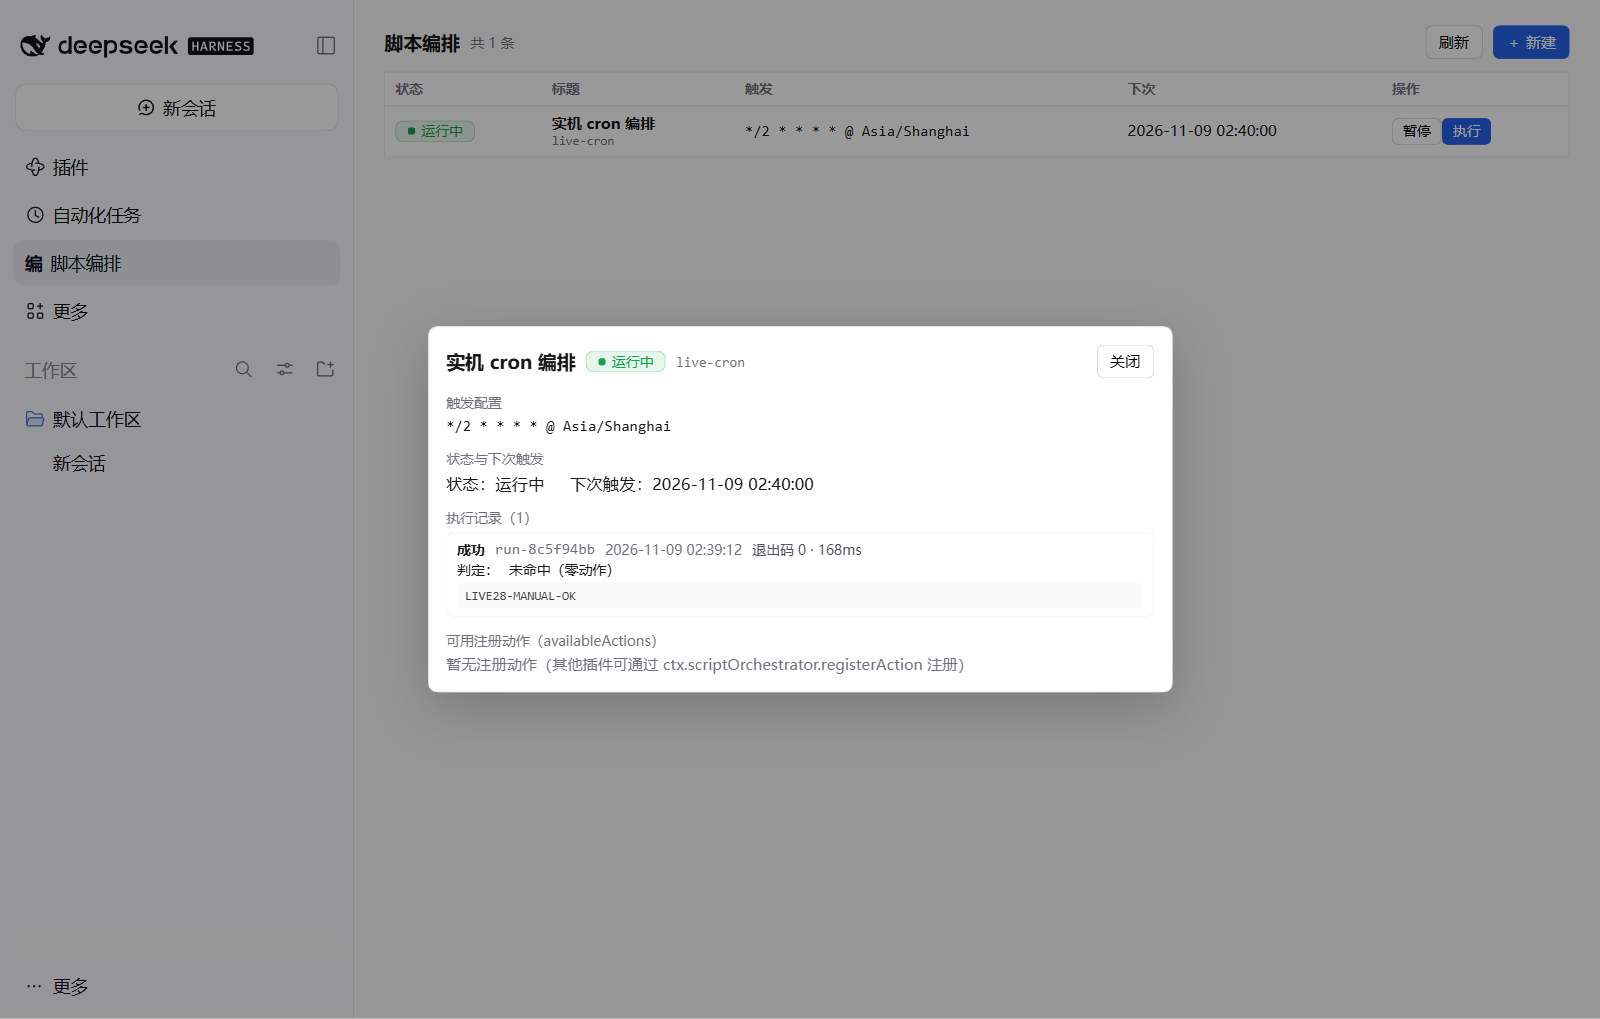 deepseek HARNESS
新会话
插件
自动化任务
编 脚本编排
更多
工作区
默认工作区
新会话
更多
脚本编排 共 1 条
刷新
+ 新建
状态 标题 触发 下次 操作
运行中 实机 cron 编排 */2 * * * * @ Asia/Shanghai 2026-11-09 02:40:00 暂停 执行
live-cron
实机 cron 编排 运行中 live-cron 关闭
触发配置
*/2 * * * * @ Asia/Shanghai
状态与下次触发
状态：运行中 下次触发：2026-11-09 02:40:00
执行记录（1）
成功 run-8c5f94bb 2026-11-09 02:39:12 退出码 0 · 168ms
判定： 未命中（零动作）
LIVE28-MANUAL-OK
可用注册动作（availableActions）
暂无注册动作（其他插件可通过 ctx.scriptOrchestrator.registerAction 注册）